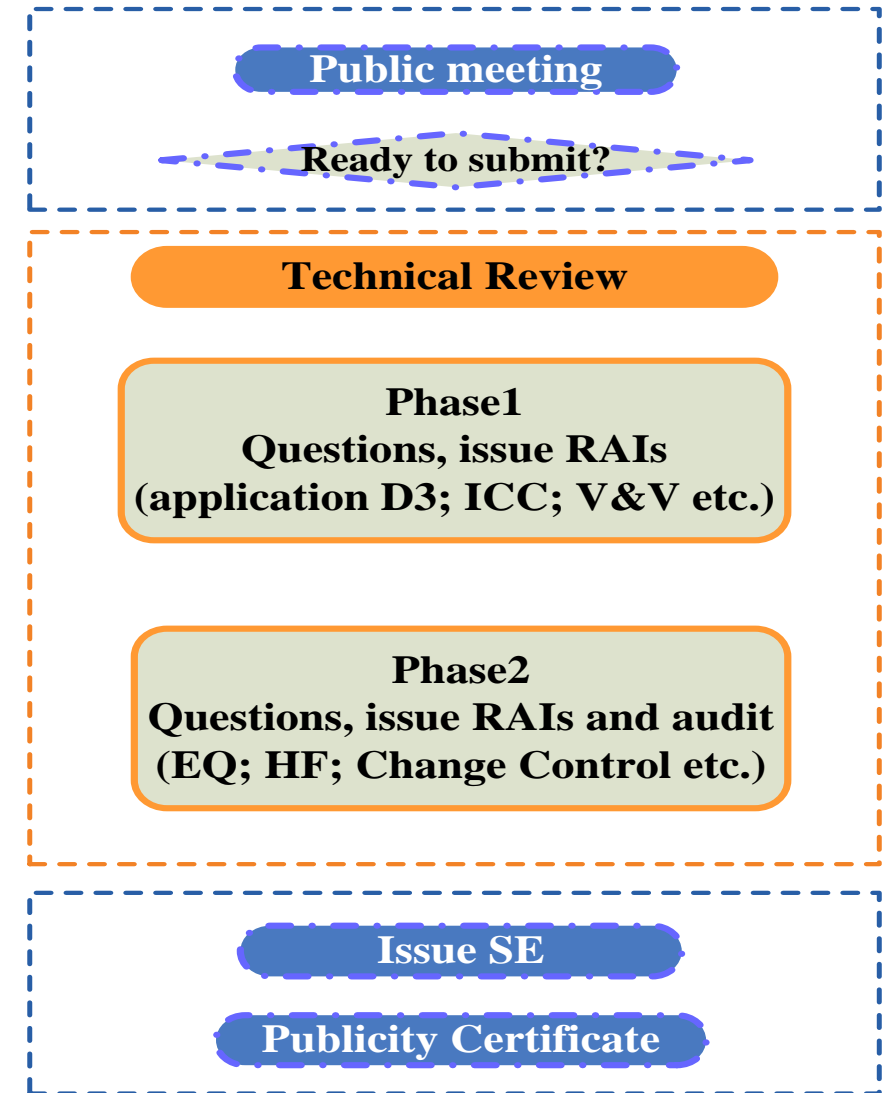 Public meeting
Ready to submit?
Technical Review
Phase1
Questions, issue RAIs
(application D3; ICC; V&V etc.)
Phase2
Questions, issue RAIs and audit
(EQ; HF; Change Control etc.)
Issue SE
Publicity Certificate